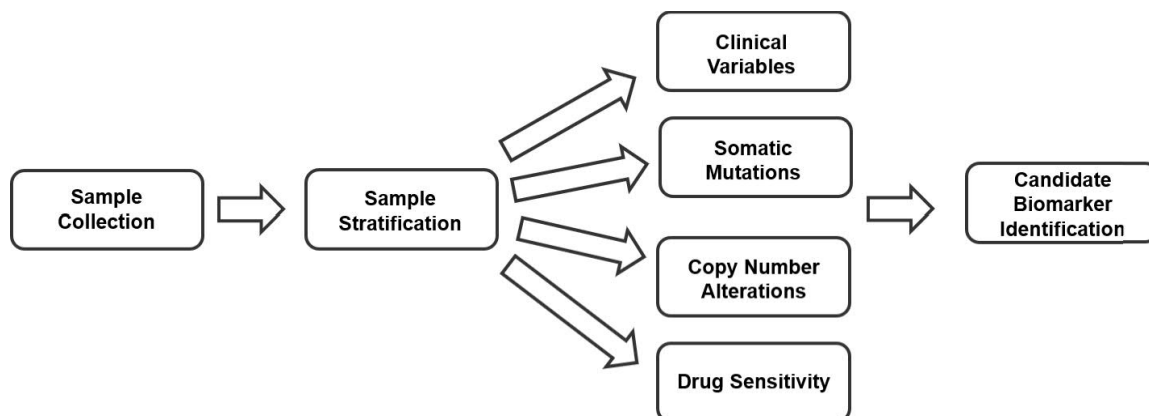 Sample
Collection
Sample
Stratification
Clinical
Variables
Somatic
Mutations
Copy Number
Alterations
Drug Sensitivity
Candidate
Biomarker
Identification